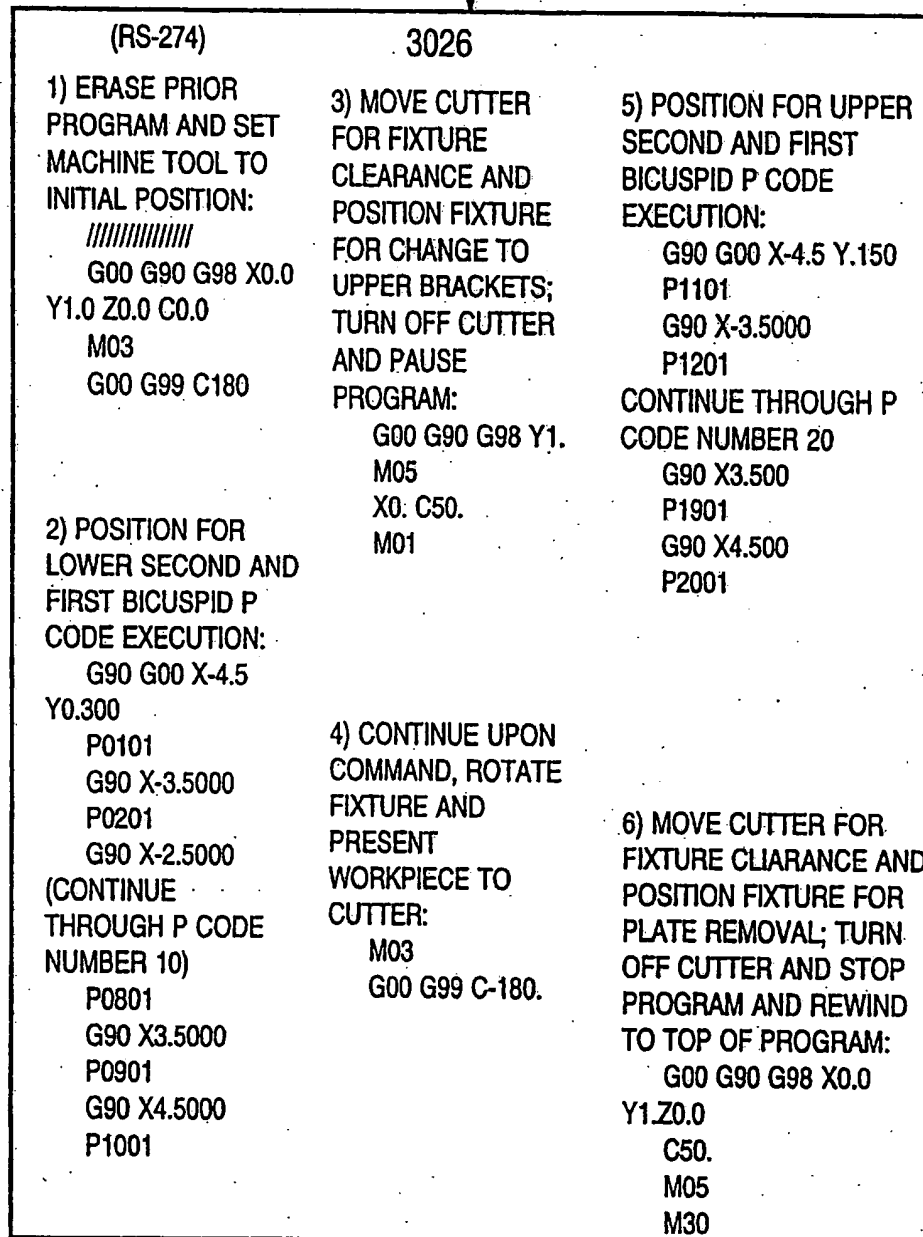 (RS-274)
3026
1) ERASE PRIOR
PROGRAM AND SET
MACHINE TOOL TO
INITIAL POSITION:
////////////////
G00 G90 G98 X0.0
Y1.0 Z0.0 C0.0
M03
G00 G99 C180
2) POSITION FOR
LOWER SECOND AND
FIRST BICUSPID P
CODE EXECUTION:
G90 G00 X-4.5
Y0.300
P0101
G90 X-3.5000
P0201
G90 X-2.5000
(CONTINUE
THROUGH P CODE
NUMBER 10)
P0801
G90 X3.5000
P0901
G90 X4.5000
P1001
3) MOVE CUTTER
FOR FIXTURE
CLEARANCE AND
POSITION FIXTURE
FOR CHANGE TO
UPPER BRACKETS;
TURN OFF CUTTER
AND PAUSE
PROGRAM:
G00 G90 G98 Y1.
M05
X0. C50.
M01
4) CONTINUE UPON
COMMAND, ROTATE
FIXTURE AND
PRESENT
WORKPIECE TO
CUTTER:
M03
G00 G99 C-180.
5) POSITION FOR UPPER
SECOND AND FIRST
BICUSPID P CODE
EXECUTION:
G90 G00 X-4.5 Y.150
P1101
G90 X-3.5000
P1201
CONTINUE THROUGH P
CODE NUMBER 20
G90 X3.500
P1901
G90 X4.500
P2001
6) MOVE CUTTER FOR
FIXTURE CLIARANCE AND
POSITION FIXTURE FOR
PLATE REMOVAL; TURN
OFF CUTTER AND STOP
PROGRAM AND REWIND
TO TOP OF PROGRAM:
G00 G90 G98 X0.0
Y1.Z0.0
C50.
M05
M30